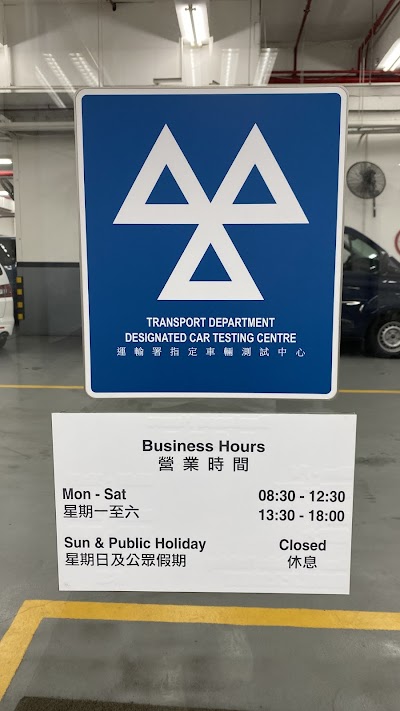 TRANSPORT DEPARTMENT
DESIGNATED CAR TESTING CENTRE
運輸署指定車輛測試中心
Business Hours
營業時間
Mon - Sat 08:30 - 12:30
星期一至六 13:30 - 18:00
Sun & Public Holiday Closed
星期日及公眾假期 休息